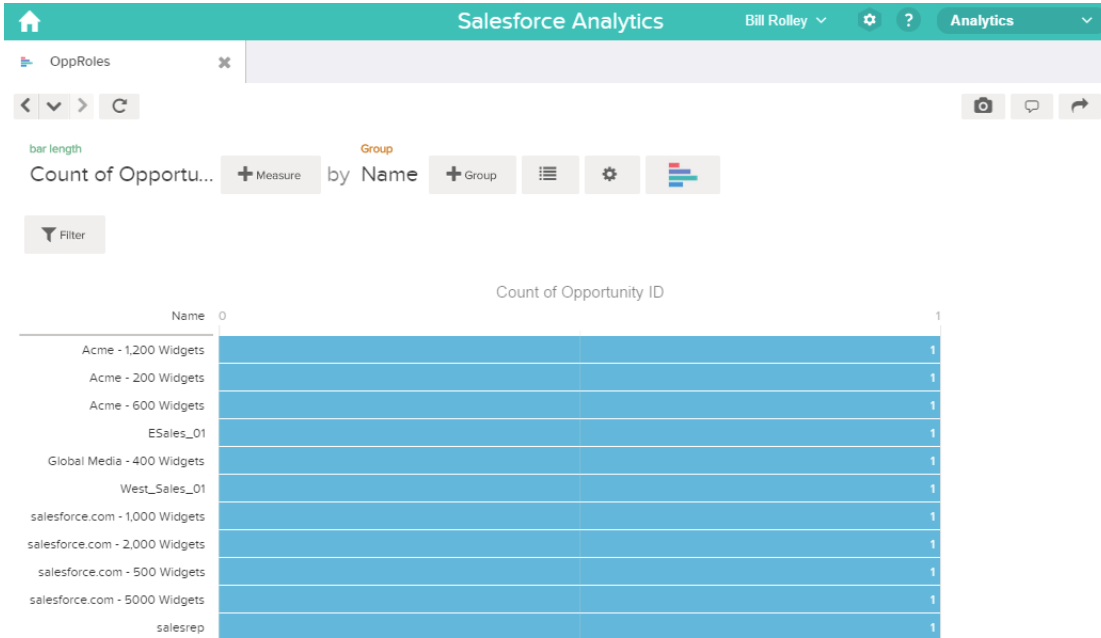 Salesforce Analytics Bill Rolley ? Analytics
OppRoles
bar length Group
Count of Opportu... + Measure by Name + Group
Filter
Count of Opportunity ID
Name 0 1
Acme - 1,200 Widgets 1
Acme - 200 Widgets 1
Acme - 600 Widgets 1
ESales_01 1
Global Media - 400 Widgets 1
West_Sales_01 1
salesforce.com - 1,000 Widgets 1
salesforce.com - 2,000 Widgets 1
salesforce.com - 500 Widgets 1
salesforce.com - 5000 Widgets 1
salesrep 1